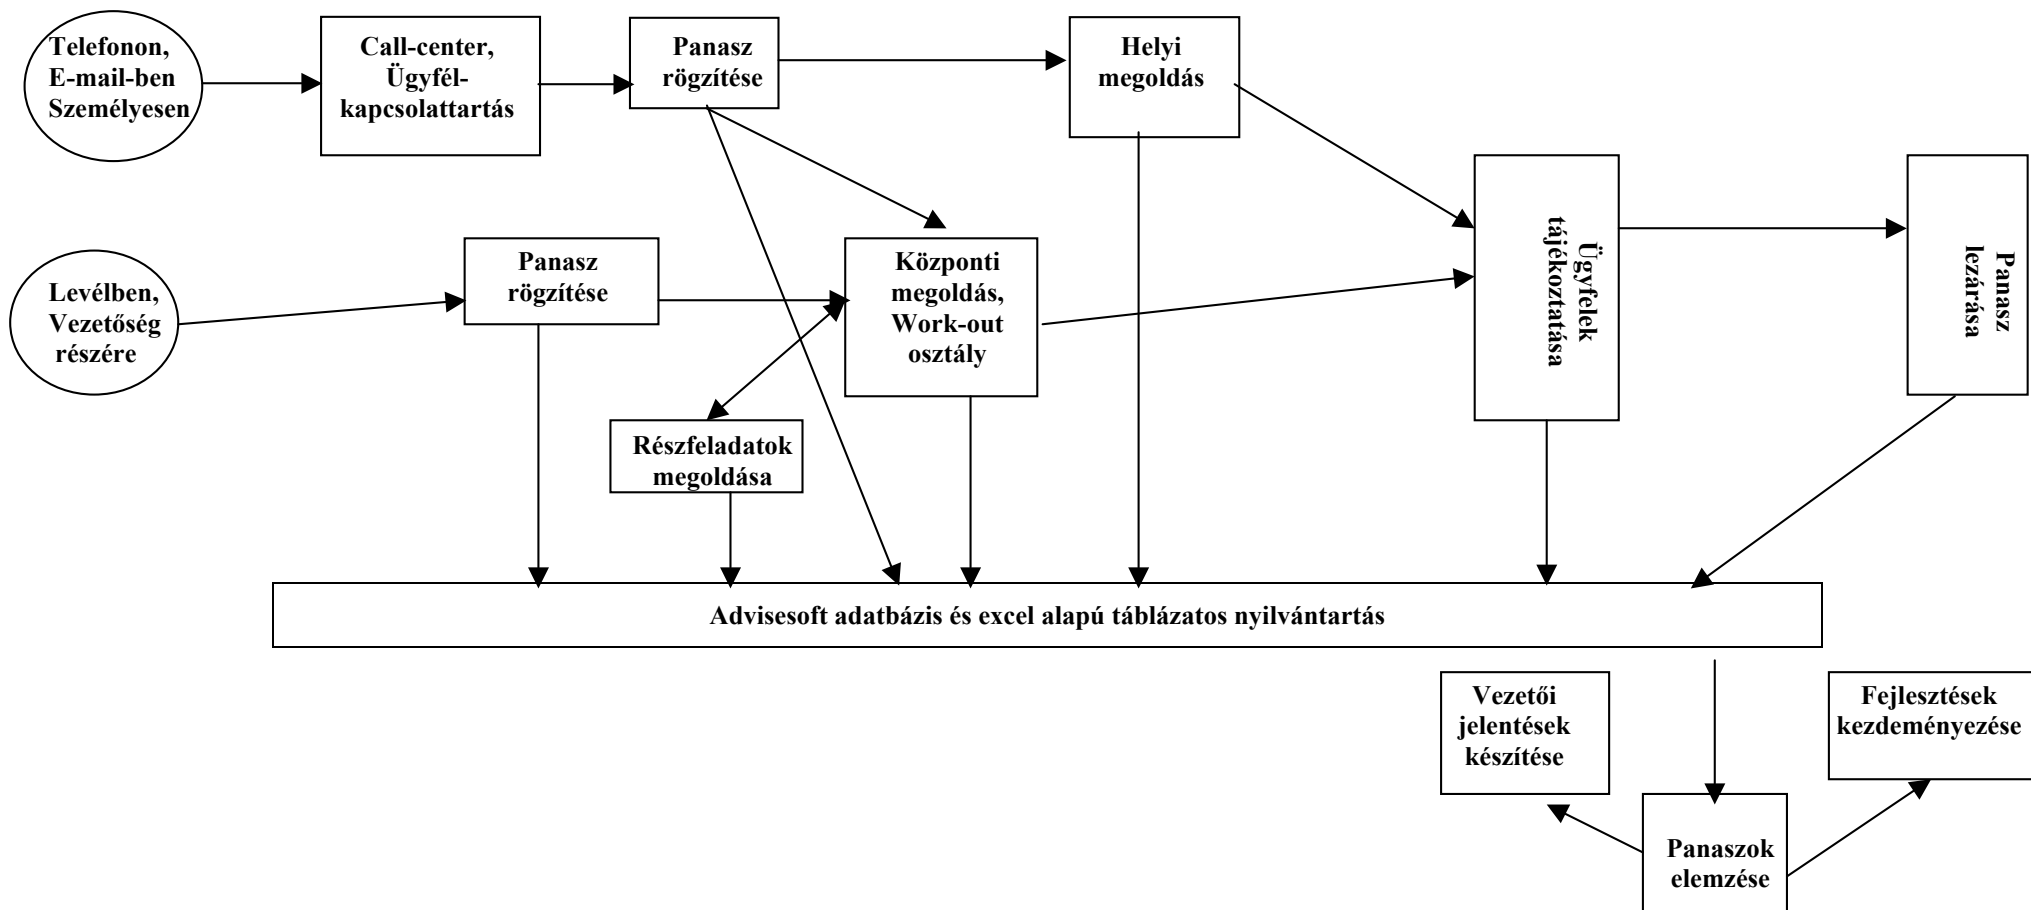 Telefonon,
E-mail-ben
Személyesen
Call-center,
Ügyfél-
kapcsolattartás
Panasz
rögzítése
Helyi
megoldás
Levélben,
Vezetőség
részére
Panasz
rögzítése
Központi
megoldás,
Work-out
osztály
Ügyfelek
tájékoztatása
Panasz
lezárása
Részfeladatok
megoldása
Advisesoft adatbázis és excel alapú táblázatos nyilvántartás
Vezetői
jelentések
készítése
Fejlesztések
kezdeményezése
Panaszok
elemzése